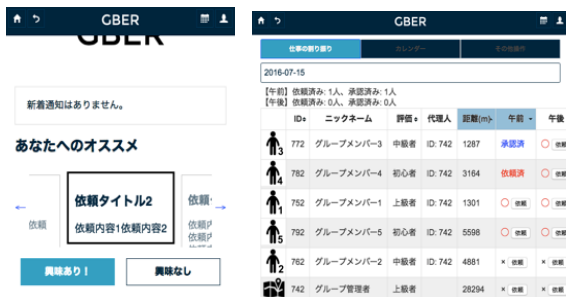 GBER
GBER
新着通知はありません。
あなたへのオススメ
依頼
依頼タイトル2
依頼内容1依頼内容2
依頼
依頼内
依頼内
興味あり！
興味なし
GBER
仕事の割り振り
カレンダー
その他操作
2016-07-15
【午前】依頼済み: 1人、承認済み: 1人
【午後】依頼済み: 0人、承認済み: 0人
ID ニックネーム 評価 代理人 距離(m) 午前 午後
3 772 グループメンバー3 中級者 ID: 742 1287 承認済 ○ 依頼
4 782 グループメンバー4 初心者 ID: 742 3164 依頼済 ○ 依頼
1 752 グループメンバー1 上級者 ID: 742 1301 ○ 依頼 ○ 依頼
5 792 グループメンバー5 初心者 ID: 742 5598 ○ 依頼 ○ 依頼
2 762 グループメンバー2 中級者 ID: 742 4881 × 依頼 × 依頼
742 グループ管理者 上級者 28294 × 依頼 × 依頼